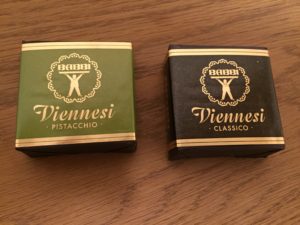 BABBI
Viennesi
· PISTACCHIO ·
BABBI
Viennesi
· CLASSICO ·